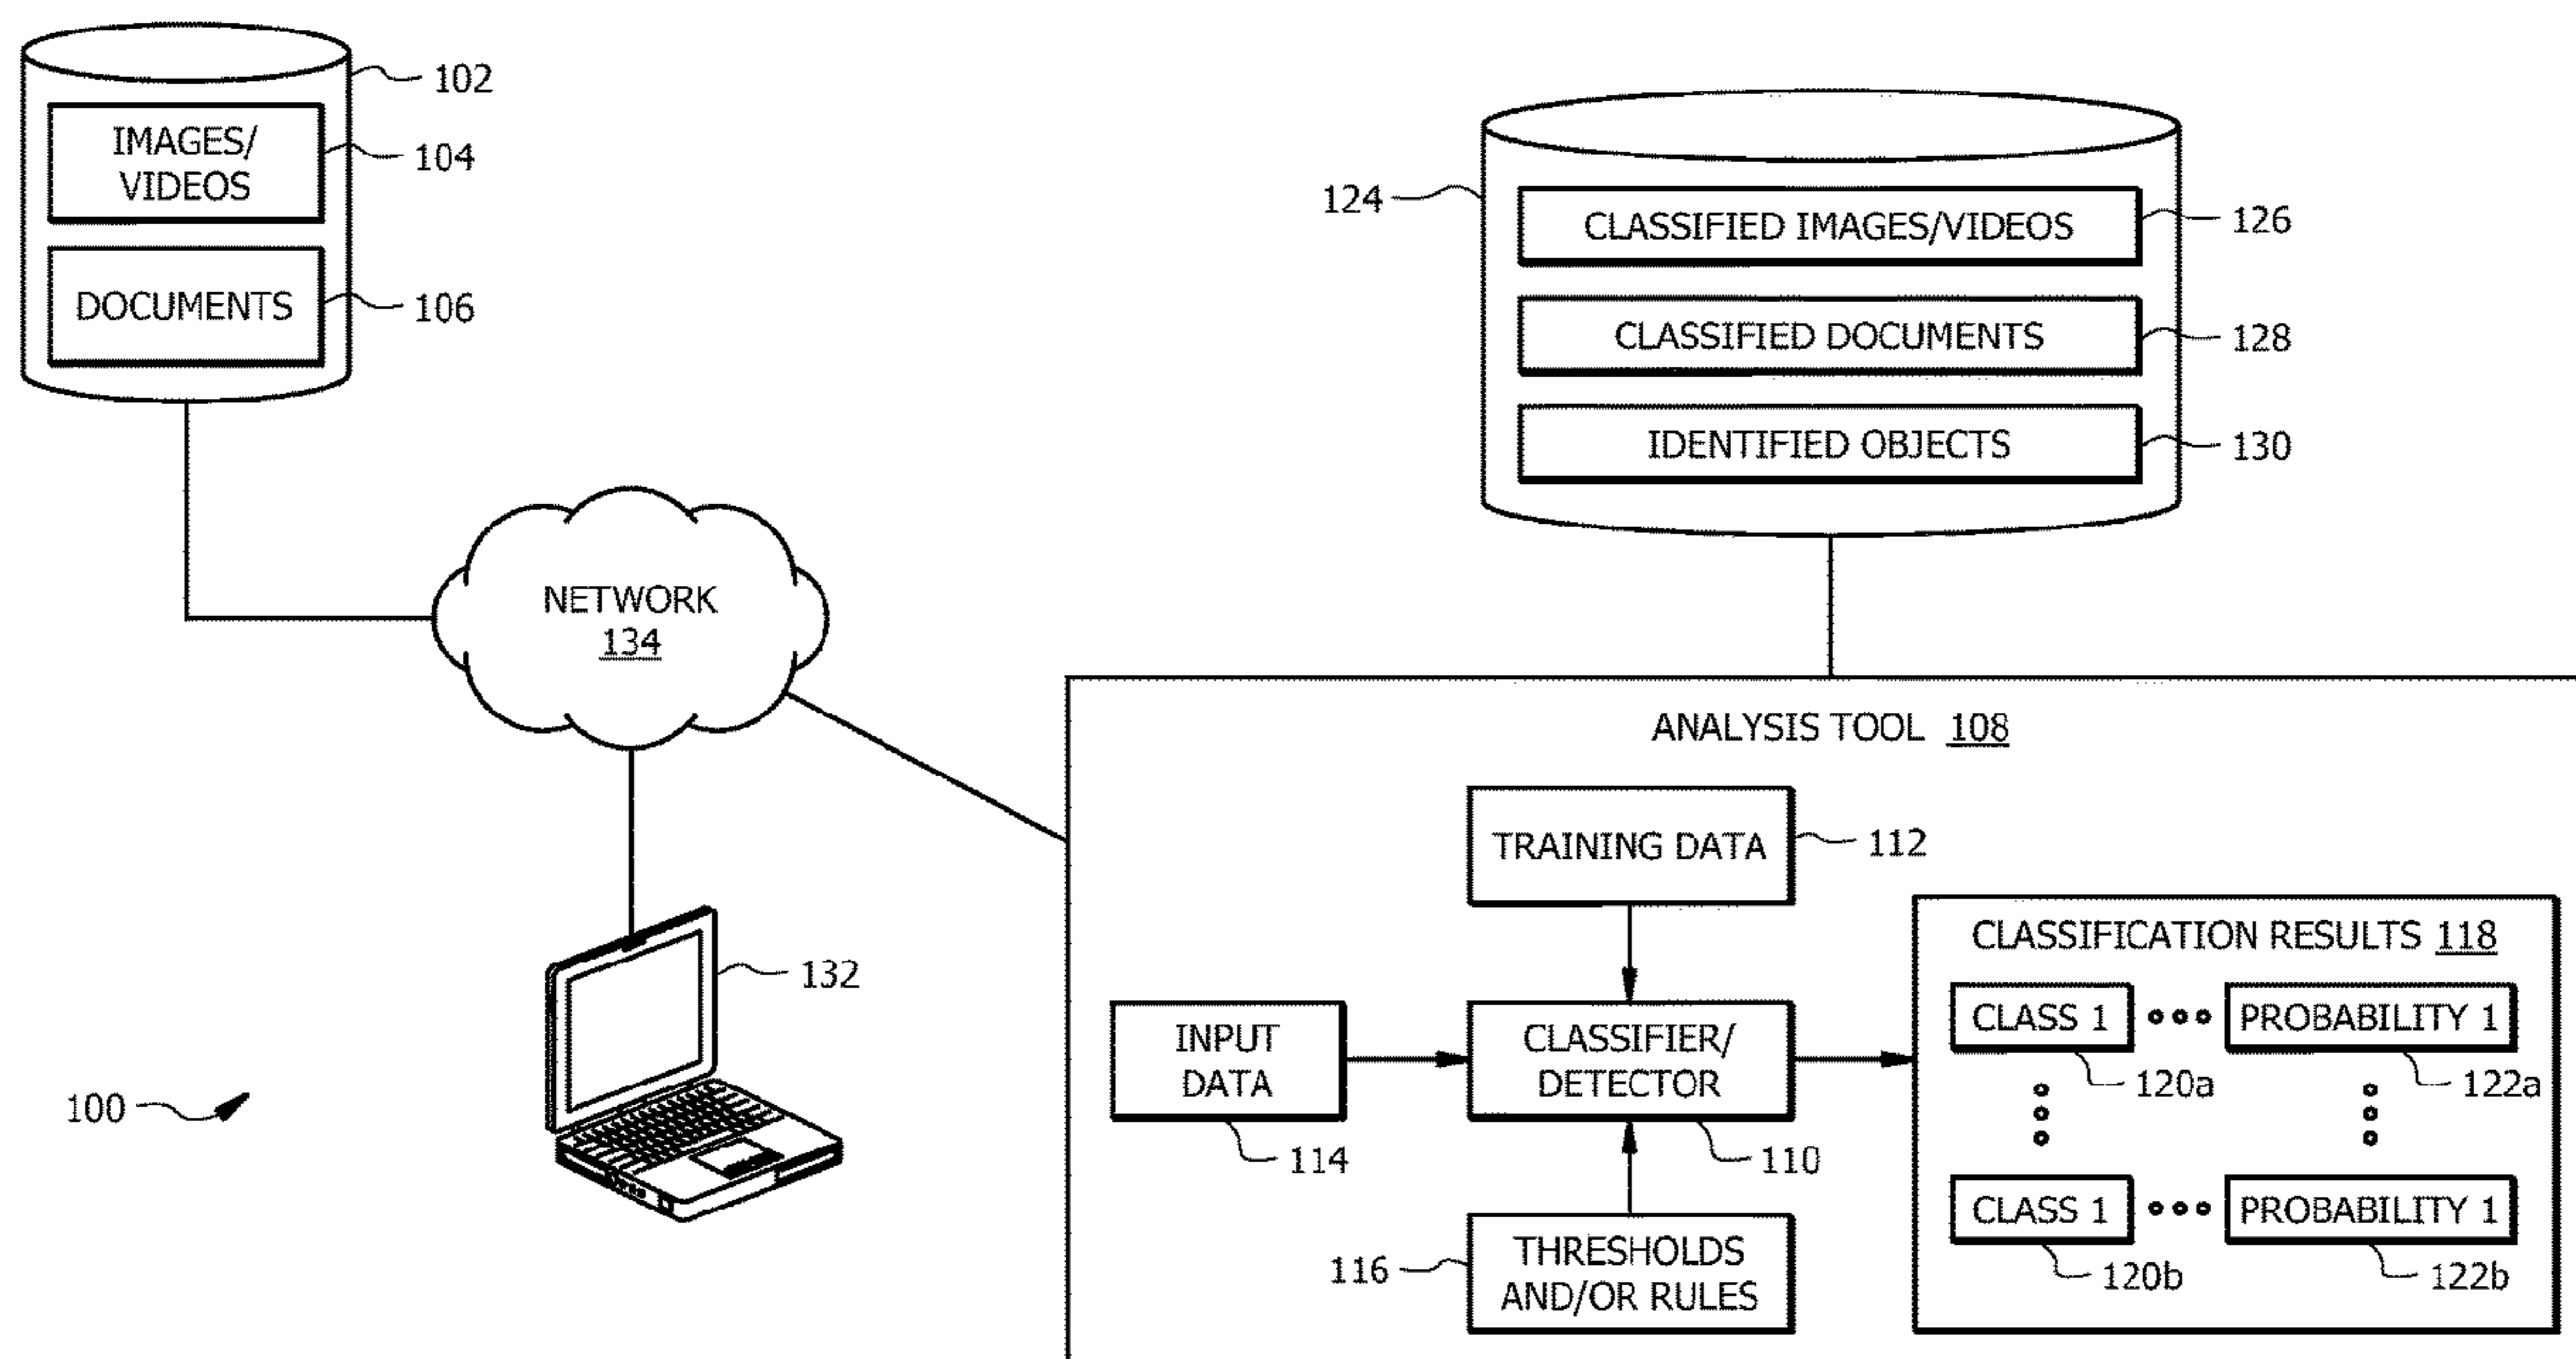 102
IMAGES/
VIDEOS
104
DOCUMENTS
106
124
CLASSIFIED IMAGES/VIDEOS
126
CLASSIFIED DOCUMENTS
128
IDENTIFIED OBJECTS
130
NETWORK
134
132
100
ANALYSIS TOOL 108
TRAINING DATA
112
INPUT
DATA
114
CLASSIFIER/
DETECTOR
110
THRESHOLDS
AND/OR RULES
116
CLASSIFICATION RESULTS 118
CLASS 1
PROBABILITY 1
120a
122a
CLASS 1
PROBABILITY 1
120b
122b